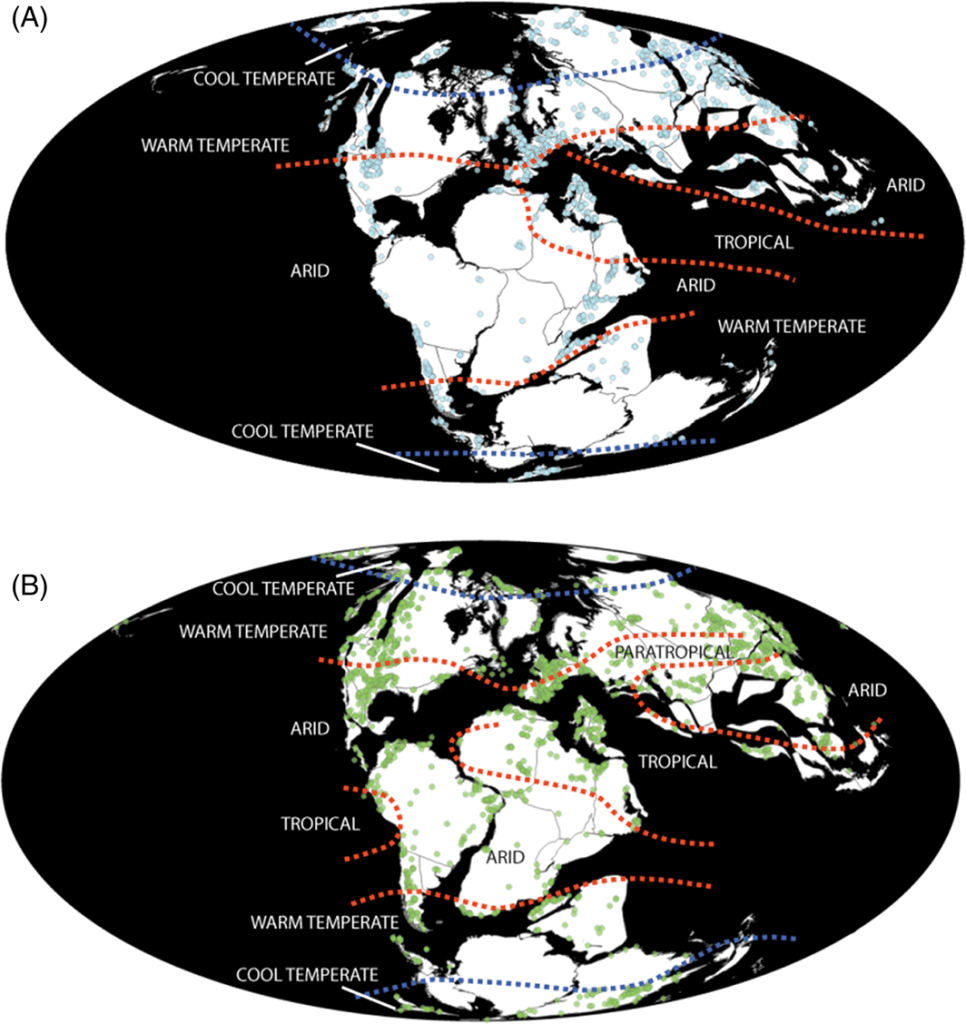 (A)
COOL TEMPERATE
WARM TEMPERATE
ARID
TROPICAL
ARID
ARID
WARM TEMPERATE
COOL TEMPERATE
(B)
COOL TEMPERATE
WARM TEMPERATE
PARATROPICAL
ARID
ARID
TROPICAL
TROPICAL
ARID
WARM TEMPERATE
COOL TEMPERATE